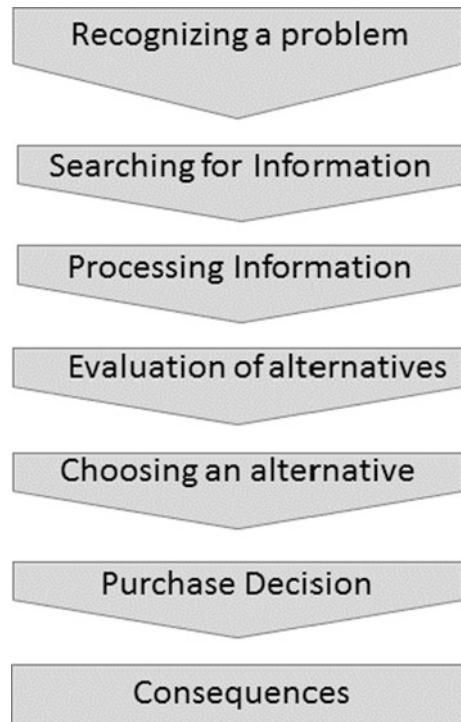 Recognizing a problem
Searching for Information
Processing Information
Evaluation of alternatives
Choosing an alternative
Purchase Decision
Consequences